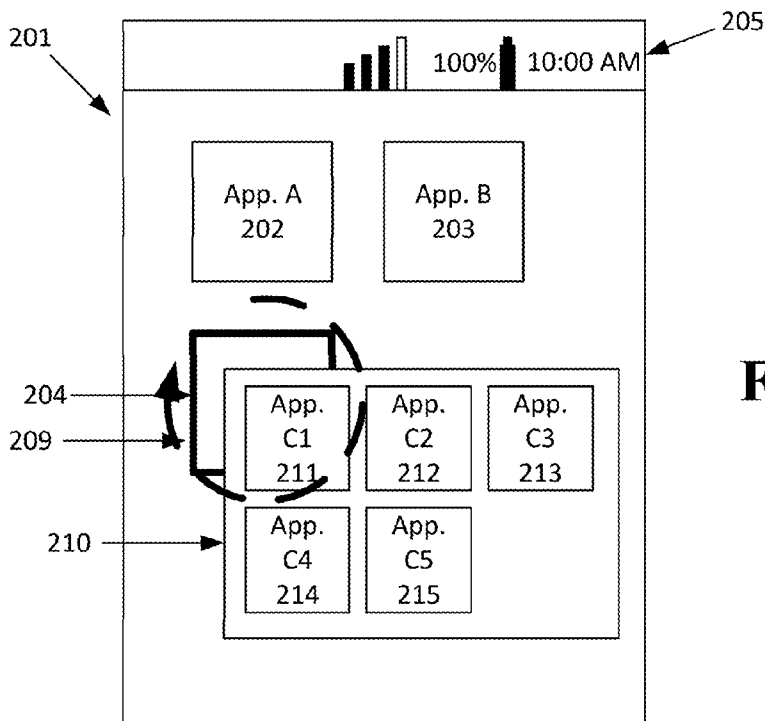 201
205
100% 10:00 AM
App. A
202
App. B
203
204
209
App.
C1
211
App.
C2
212
App.
C3
213
210
App.
C4
214
App.
C5
215
F